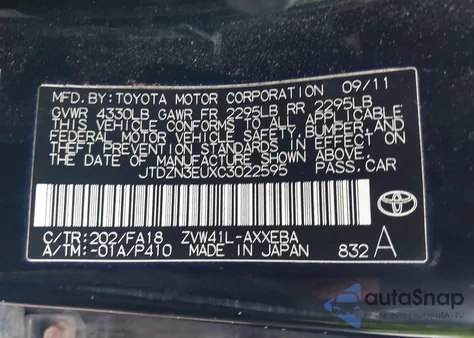 MFD. BY: TOYOTA MOTOR CORPORATION 09/11
GVWR 4330LB GAWR FR 2295LB RR 2295LB
THIS VEHICLE CONFORMS TO ALL APPLICABLE
FEDERAL MOTOR VEHICLE SAFETY, BUMPER, AND
THEFT PREVENTION STANDARDS IN EFFECT ON
THE DATE OF MANUFACTURE SHOWN ABOVE.
JTDZN3EUXC3022595 PASS. CAR
C/TR: 202/FA18 ZVW41L-AXXEBA
A/TM: -01A/P410 MADE IN JAPAN 832 A
autoSnap